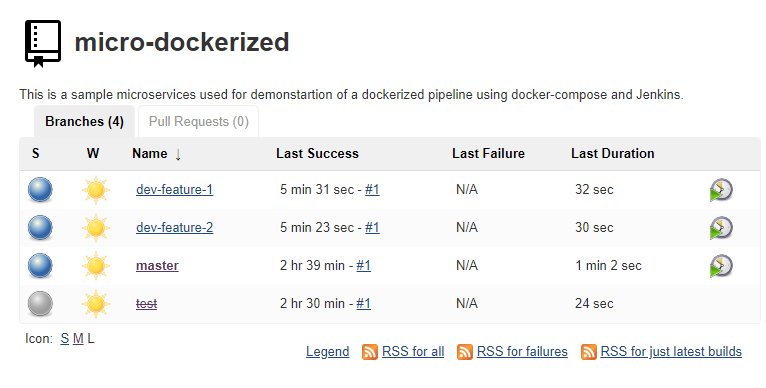 micro-dockerized
This is a sample microservices used for demonstartion of a dockerized pipeline using docker-compose and Jenkins.
Branches (4) Pull Requests (0)
S W Name ↓ Last Success Last Failure Last Duration
dev-feature-1 5 min 31 sec - #1 N/A 32 sec
dev-feature-2 5 min 23 sec - #1 N/A 30 sec
master 2 hr 39 min - #1 N/A 1 min 2 sec
test 2 hr 30 min - #1 N/A 24 sec
Icon: S M L
Legend RSS for all RSS for failures RSS for just latest builds